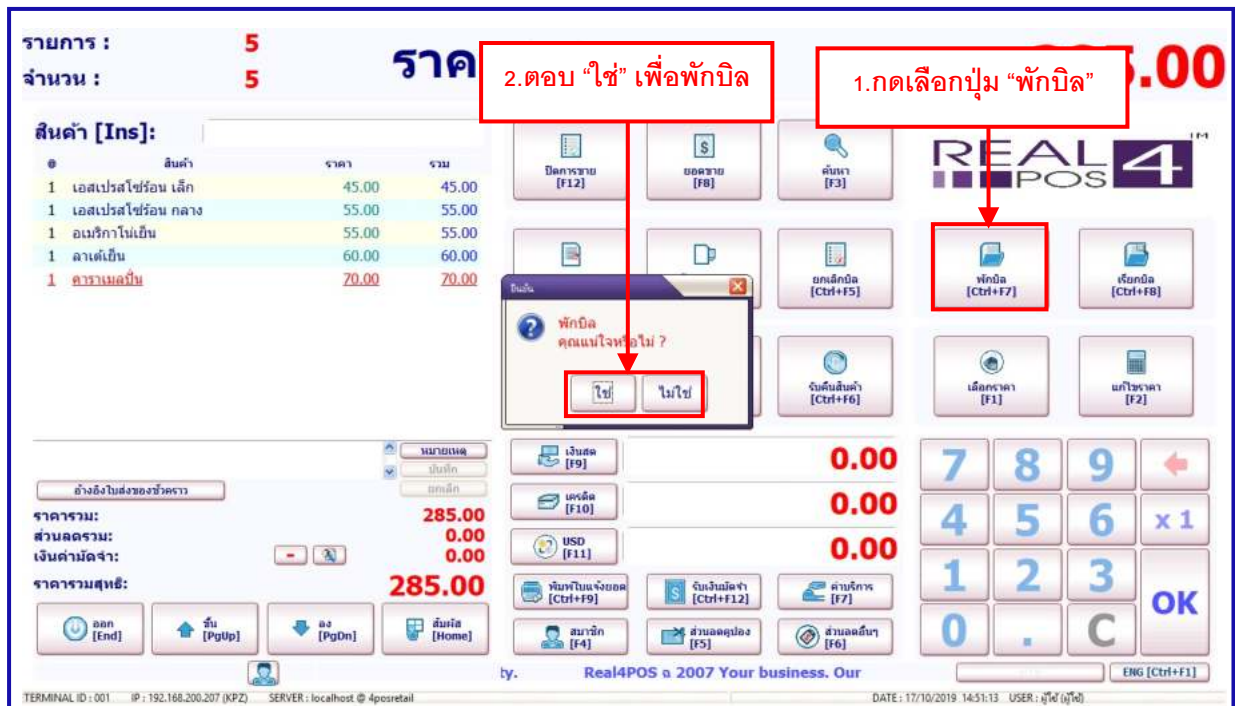 รายการ : 5
จำนวน : 5
ราค
.00
2.ตอบ “ใช่” เพื่อพักบิล
1.กดเลือกปุ่ม “พักบิล”
สินค้า [Ins]:
@ สินค้า ราคา รวม
1 เอสเปรสโซ่ร้อน เล็ก 45.00 45.00
1 เอสเปรสโซ่ร้อน กลาง 55.00 55.00
1 อเมริกาโน่เย็น 55.00 55.00
1 ลาเต้เย็น 60.00 60.00
1 คาราเมลปั่น 70.00 70.00
ปิดการขาย [F12]
ยอดขาย [F8]
ค้นหา [F3]
REAL 4 POS TM
ยกเลิกบิล [Ctrl+F5]
พักบิล [Ctrl+F7]
เรียกบิล [Ctrl+F8]
ยืนยัน
พักบิล
คุณแน่ใจหรือไม่ ?
ใช่ ไม่ใช่
รับคืนสินค้า [Ctrl+F6]
เลือกราคา [F1]
แก้ไขราคา [F2]
หมายเหตุ
บันทึก
ยกเลิก
อ้างอิงใบส่งของชั่วคราว
ราคารวม: 285.00
ส่วนลดรวม: 0.00
เงินค่ามัดจำ: - 0.00
ราคารวมสุทธิ: 285.00
ออก [End]
ขึ้น [PgUp]
ลง [PgDn]
สัมผัส [Home]
เงินสด [F9] 0.00
เครดิต [F10] 0.00
USD [F11] 0.00
พิมพ์ใบแจ้งยอด [Ctrl+F9]
รับเงินมัดจำ [Ctrl+F12]
ค่าบริการ [F7]
สมาชิก [F4]
ส่วนลดคูปอง [F5]
ส่วนลดอื่นๆ [F6]
7 8 9
4 5 6 x 1
1 2 3 OK
0 . C
ty. Real4POS ฉ 2007 Your business. Our
ENG [Ctrl+F1]
TERMINAL ID : 001 IP : 192.168.200.207 (KPZ) SERVER : localhost @ 4posretail DATE : 17/10/2019 14:51:13 USER : ผู้ใช้ (ผู้ใช้)